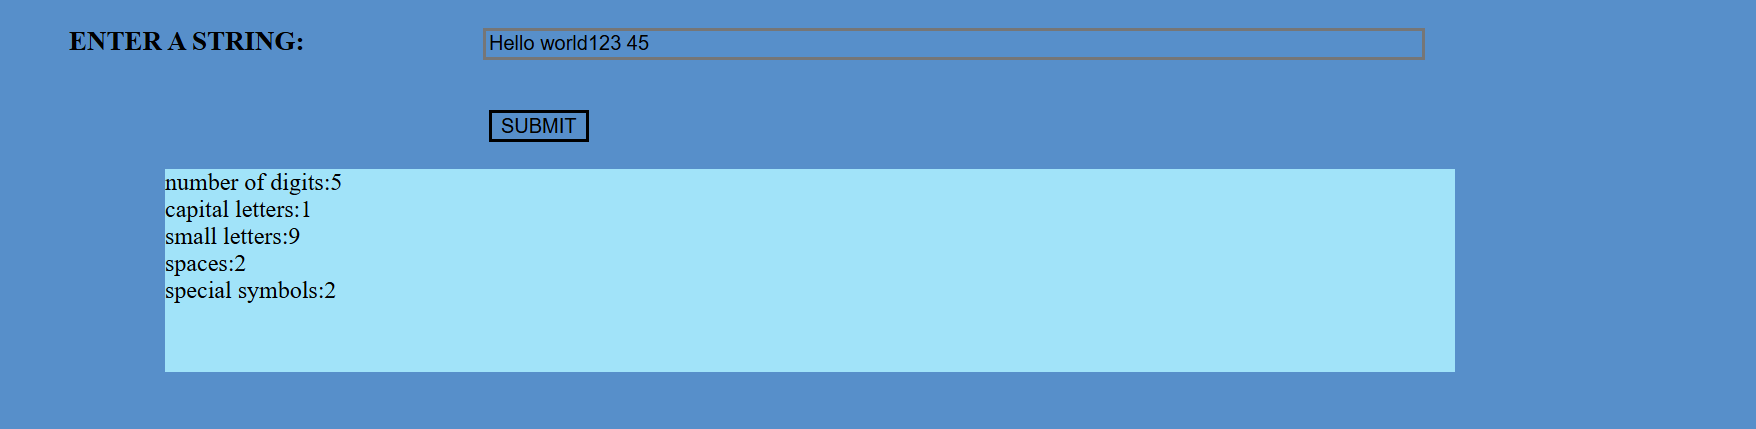 ENTER A STRING: Hello world123 45
SUBMIT
number of digits:5
capital letters:1
small letters:9
spaces:2
special symbols:2